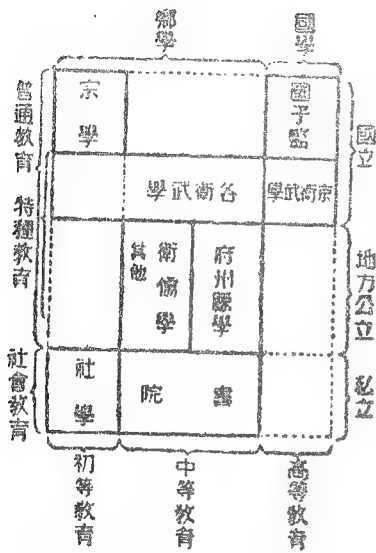 國學
鄉學
國子監
宗學
國立
京衛武學
各衛武學
地方公立
府州縣學
衛儒學
其他
私立
書院
社學
普通教育
特種教育
社會教育
高等教育
中等教育
初等教育